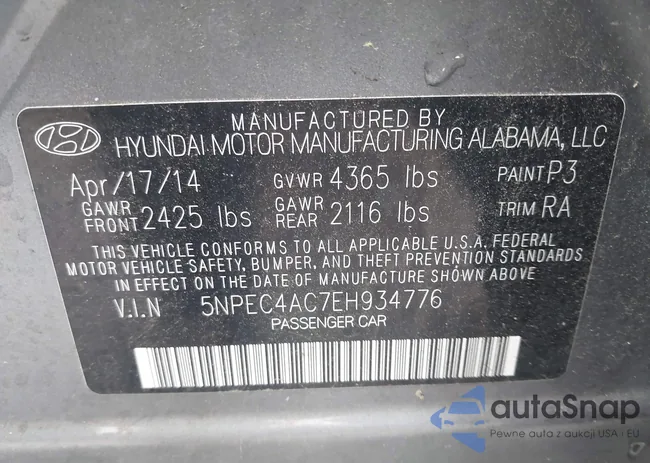 MANUFACTURED BY
HYUNDAI MOTOR MANUFACTURING ALABAMA, LLC
Apr/17/14 GVWR 4365 lbs PAINT P3
GAWR FRONT 2425 lbs GAWR REAR 2116 lbs TRIM RA
THIS VEHICLE CONFORMS TO ALL APPLICABLE U.S.A. FEDERAL
MOTOR VEHICLE SAFETY, BUMPER, AND THEFT PREVENTION STANDARDS
IN EFFECT ON THE DATE OF MANUFACTURE SHOWN ABOVE
V.I.N 5NPEC4AC7EH934776
PASSENGER CAR
autoSnap
Pewne auta z aukcji USA i EU